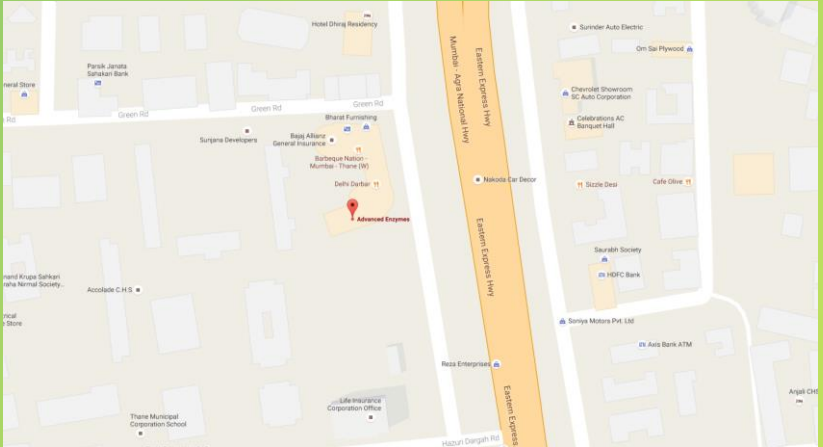 Hotel Dhiraj Residency
Surinder Auto Electric
Om Sai Plywood
Mumbai - Agra National Hwy
Eastern Express Hwy
Parsik Janata
Sahakari Bank
neral Store
Chevrolet Showroom
SC Auto Corporation
Green Rd
Green Rd
Green Rd
n Rd
Bharat Furnishing
Celebrations AC
Banquet Hall
Sunjana Developers
Bajaj Allianz
General Insurance
Barbeque Nation -
Mumbai - Thane (W)
Delhi Darbar
Nakoda Car Decor
Sizzle Desi
Cafe Olive
Advanced Enzymes
Eastern Express Hwy
Saurabh Society
HDFC Bank
nand Krupa Sahkari
raha Nirmal Society..
Accolade C.H.S
rical
e Store
Soniya Motors Pvt. Ltd
Axis Bank ATM
Reza Enterprises
Eastern Express
Anjali CHS
Life Insurance
Corporation Office
Thane Municipal
Corporation School
Hazuri Dargah Rd